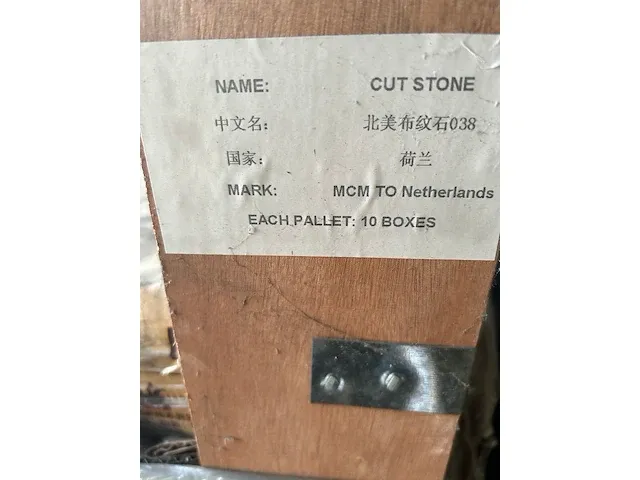 NAME: CUT STONE
中文名： 北美布纹石038
国家： 荷兰
MARK: MCM TO Netherlands
EACH PALLET: 10 BOXES